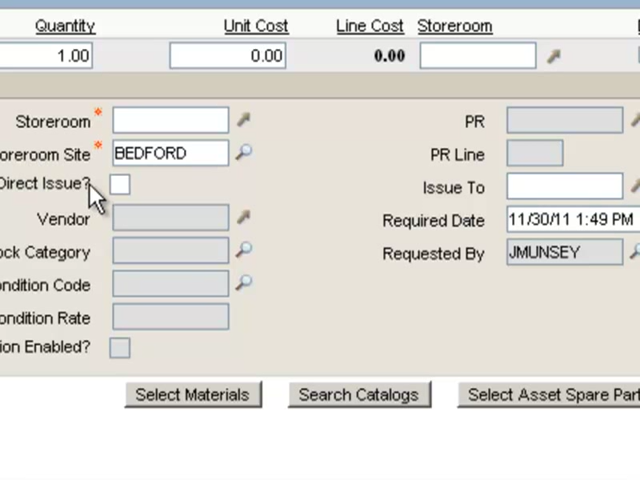 Quantity Unit Cost Line Cost Storeroom
1.00 0.00 0.00
Storeroom * PR
oreroom Site * BEDFORD PR Line
Direct Issue? Issue To
Vendor Required Date 11/30/11 1:49 PM
ock Category Requested By JMUNSEY
ondition Code
ondition Rate
ion Enabled?
Select Materials Search Catalogs Select Asset Spare Part